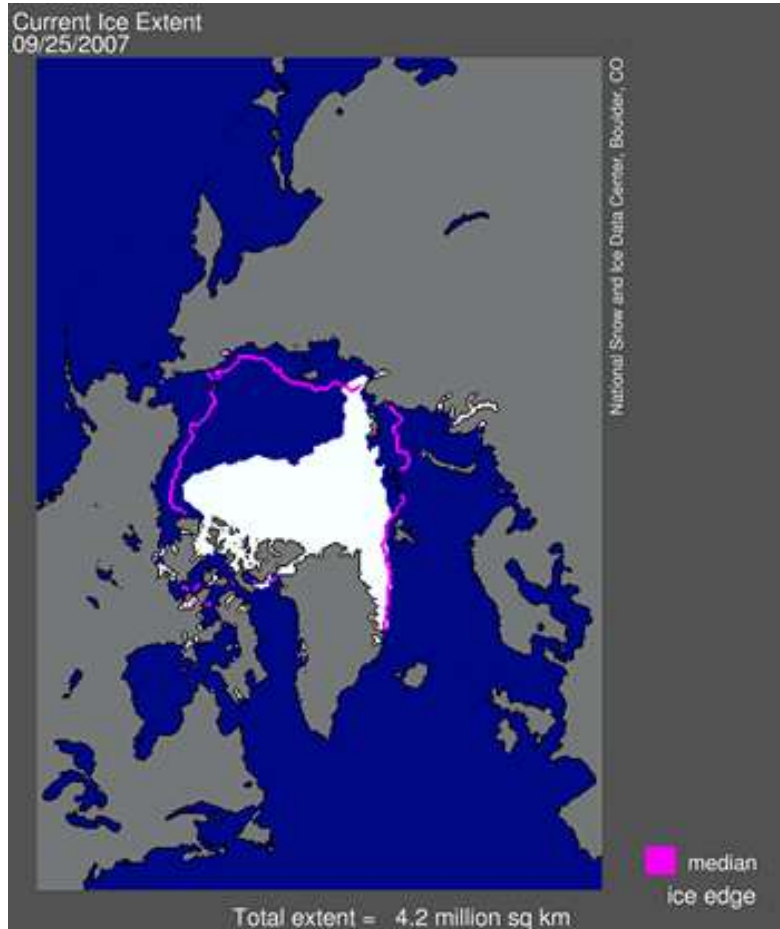 Current Ice Extent
09/25/2007
National Snow and Ice Data Center, Boulder, CO
median
ice edge
Total extent = 4.2 million sq km